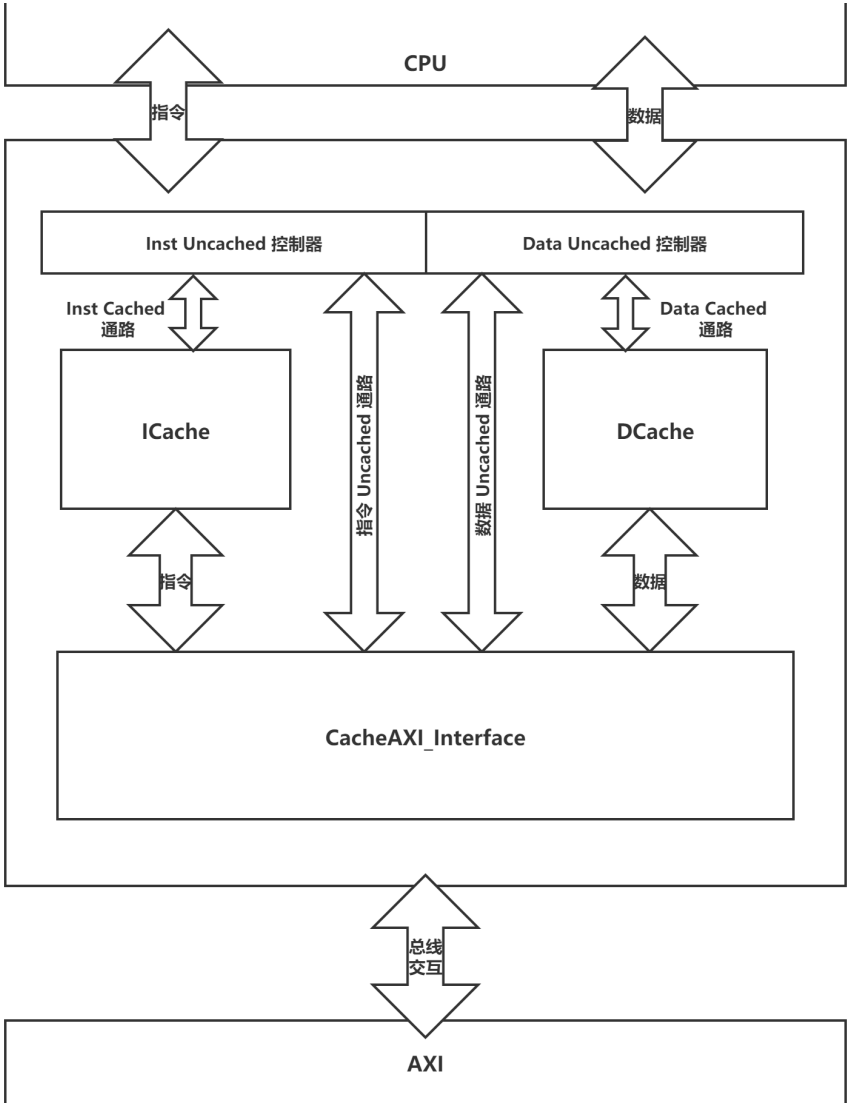 CPU
指令
数据
Inst Uncached 控制器
Data Uncached 控制器
Inst Cached
通路
Data Cached
通路
ICache
指令 Uncached 通路
数据 Uncached 通路
DCache
指令
数据
CacheAXI_Interface
总线
交互
AXI